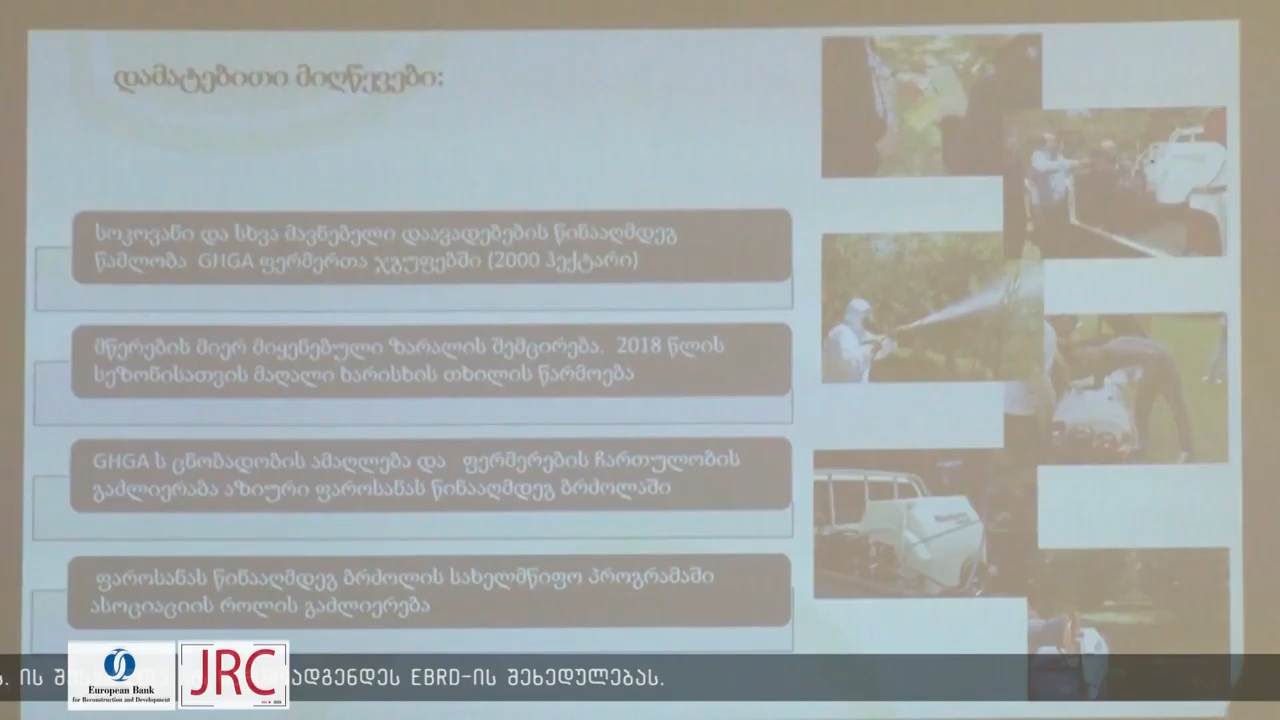 დამატებითი მიღწევები:
სოკოვანი და სხვა მავნებელი დაავადებების წინააღმდეგ
წამლობა GHGA ფერმერთა ჯგუფებში (2000 ჰექტარი)
მწერების მიერ მიყენებული ზარალის შემცირება. 2018 წლის
სეზონისათვის მაღალი ხარისხის თხილის წარმოება
GHGA ს ცნობადობის ამაღლება და ფერმერების ჩართულობის
გაძლიერაბა აზიური ფაროსანას წინააღმდეგ ბრძოლაში
ფაროსანას წინააღმდეგ ბრძოლის სახელმწიფო პროგრამაში
ასოციაციის როლის გაძლიერება
ის EBRD-ის შეხედულებას.
European Bank
for Reconstruction and Development
JRC